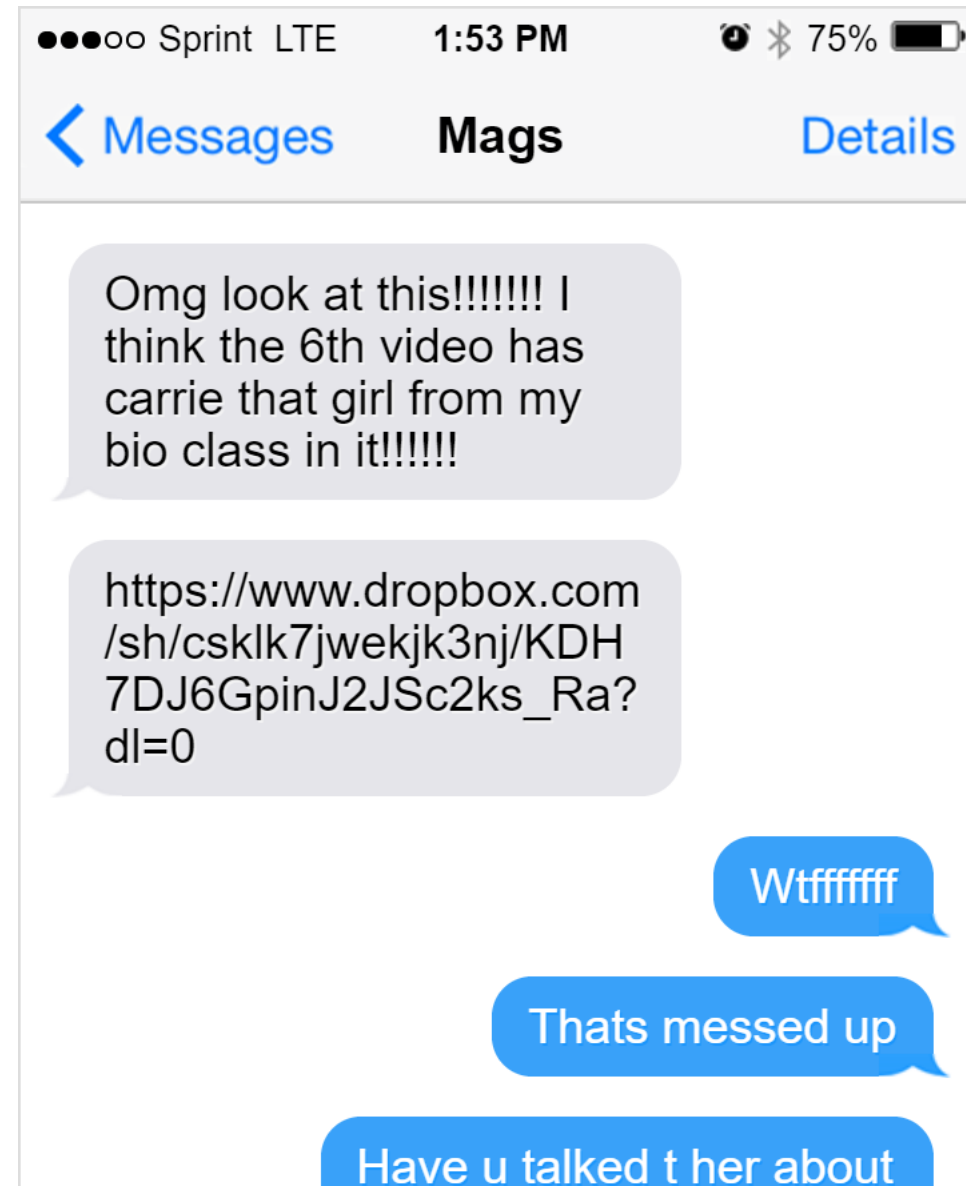 Sprint LTE 1:53 PM 75%
Messages Mags Details
Omg look at this!!!!!!! I
think the 6th video has
carrie that girl from my
bio class in it!!!!!!
https://www.dropbox.com
/sh/csklk7jwekjk3nj/KDH
7DJ6GpinJ2JSc2ks_Ra?
dl=0
Wtfffffff
Thats messed up
Have u talked t her about